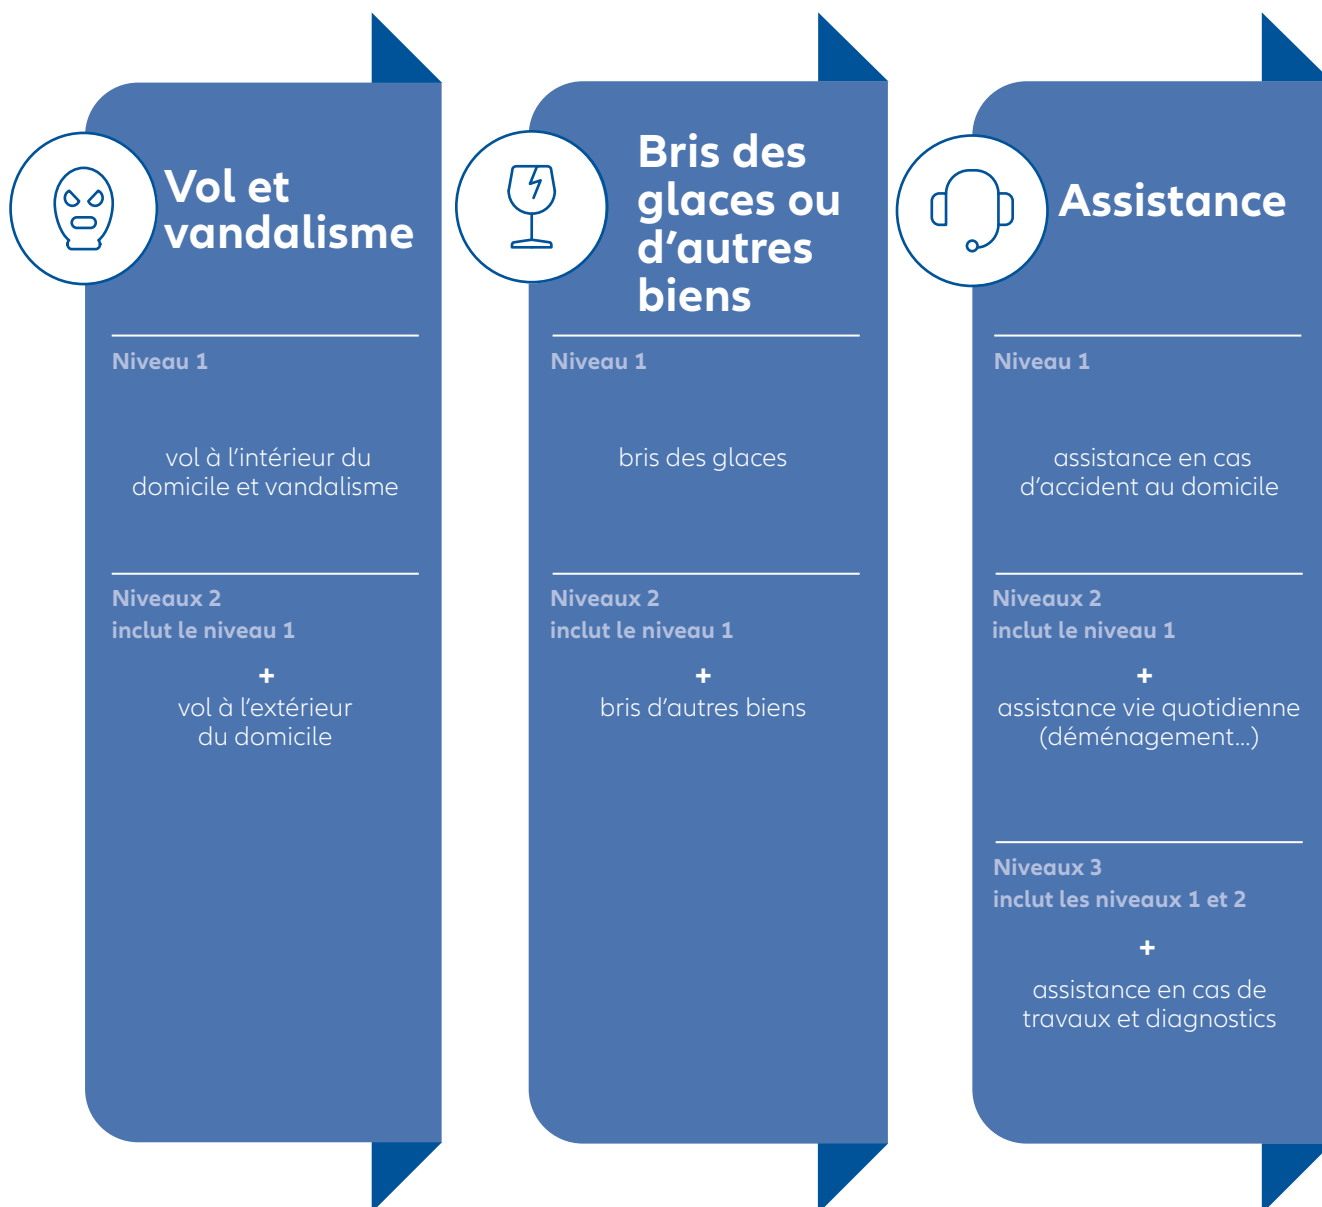 Vol et
vandalisme
Niveau 1
vol à l'intérieur du
domicile et vandalisme
Niveaux 2
inclut le niveau 1
+
vol à l'extérieur
du domicile
Bris des
glaces ou
d'autres
biens
Niveau 1
bris des glaces
Niveaux 2
inclut le niveau 1
+
bris d'autres biens
Assistance
Niveau 1
assistance en cas
d'accident au domicile
Niveaux 2
inclut le niveau 1
+
assistance vie quotidienne
(déménagement...)
Niveaux 3
inclut les niveaux 1 et 2
+
assistance en cas de
travaux et diagnostics